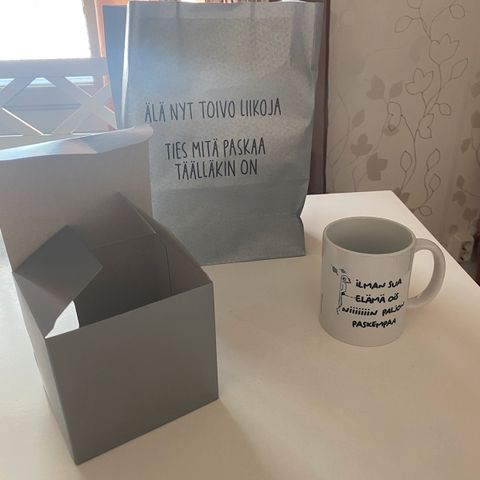 ÄLÄ NYT TOIVO LIIKOJA
TIES MITÄ PASKAA
TÄÄLLÄKIN ON
ILMAN SUA
ELÄMÄ OIS
NIIIIIIN PALJON
PASKEMPAA